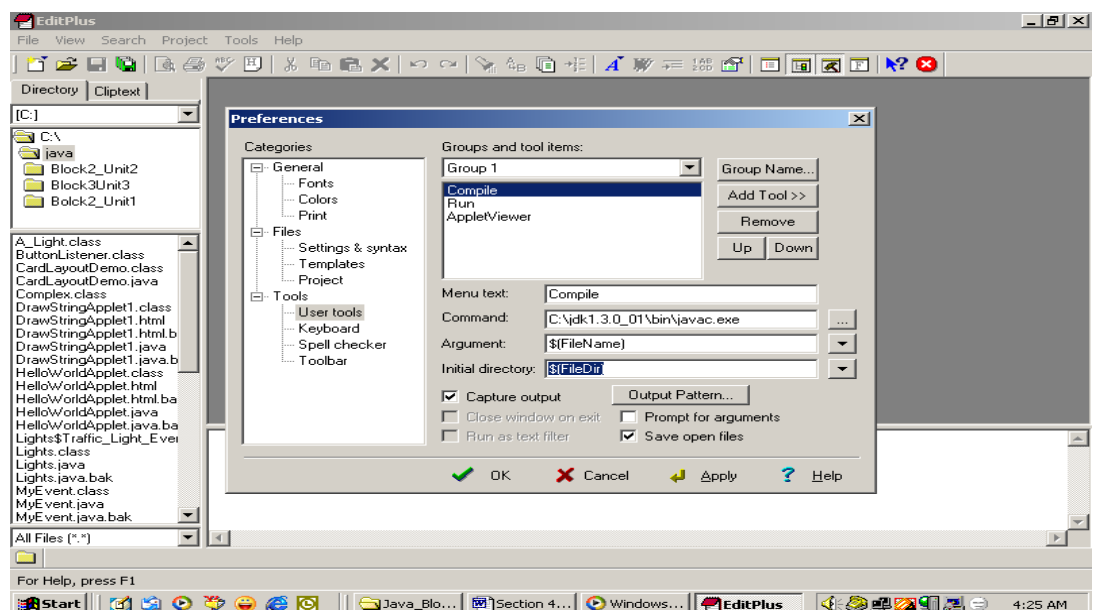 EditPlus
File View Search Project Tools Help
Directory Cliptext
[C:]
C:\
java
Block2_Unit2
Block3Unit3
Bolck2_Unit1
A_Light.class
ButtonListener.class
CardLayoutDemo.class
CardLayoutDemo.java
Complex.class
DrawStringApplet1.class
DrawStringApplet1.html
DrawStringApplet1.html.b
DrawStringApplet1.java
DrawStringApplet1.java.b
HelloWorldApplet.class
HelloWorldApplet.html
HelloWorldApplet.html.ba
HelloWorldApplet.java
HelloWorldApplet.java.ba
Lights$Traffic_Light_Ever
Lights.class
Lights.java
Lights.java.bak
MyEvent.class
MyEvent.java
MyEvent.java.bak
All Files (*.*)
Preferences
Categories
General
Fonts
Colors
Print
Files
Settings & syntax
Templates
Project
Tools
User tools
Keyboard
Spell checker
Toolbar
Groups and tool items:
Group 1
Group Name...
Compile
Run
AppletViewer
Add Tool >>
Remove
Up Down
Menu text: Compile
Command: C:\jdk1.3.0_01\bin\javac.exe ...
Argument: $(FileName)
Initial directory: $(FileDir)
Capture output Output Pattern...
Close window on exit Prompt for arguments
Run as text filter Save open files
OK Cancel Apply Help
For Help, press F1
Start Java_Blo... Section 4... Windows... EditPlus 4:25 AM